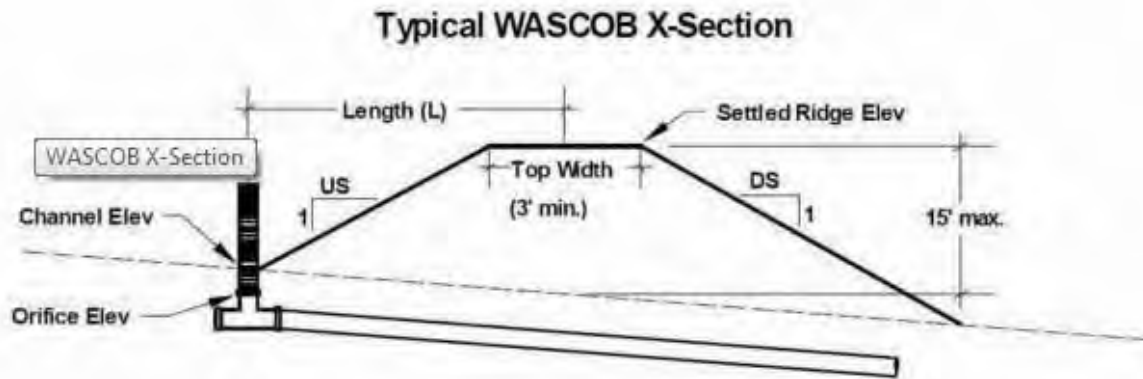 Typical WASCOB X-Section
Length (L)
Settled Ridge Elev
WASCOB X-Section
Top Width
(3' min.)
US
1
DS
1
15' max.
Channel Elev
Orifice Elev